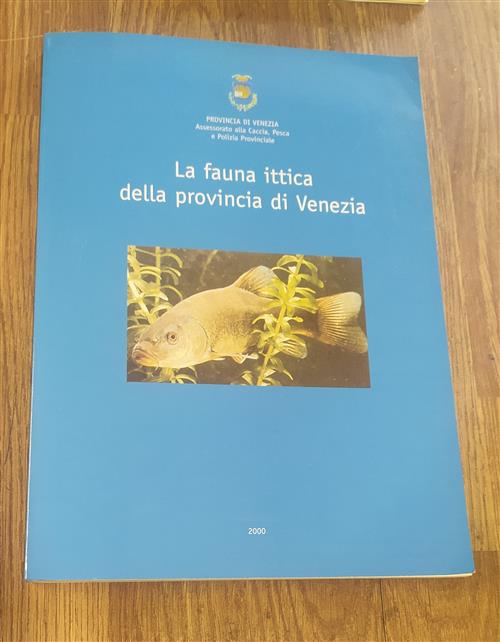 PROVINCIA DI VENEZIA
Assessorato alla Caccia, Pesca
e Polizia Provinciale
La fauna ittica
della provincia di Venezia
2000